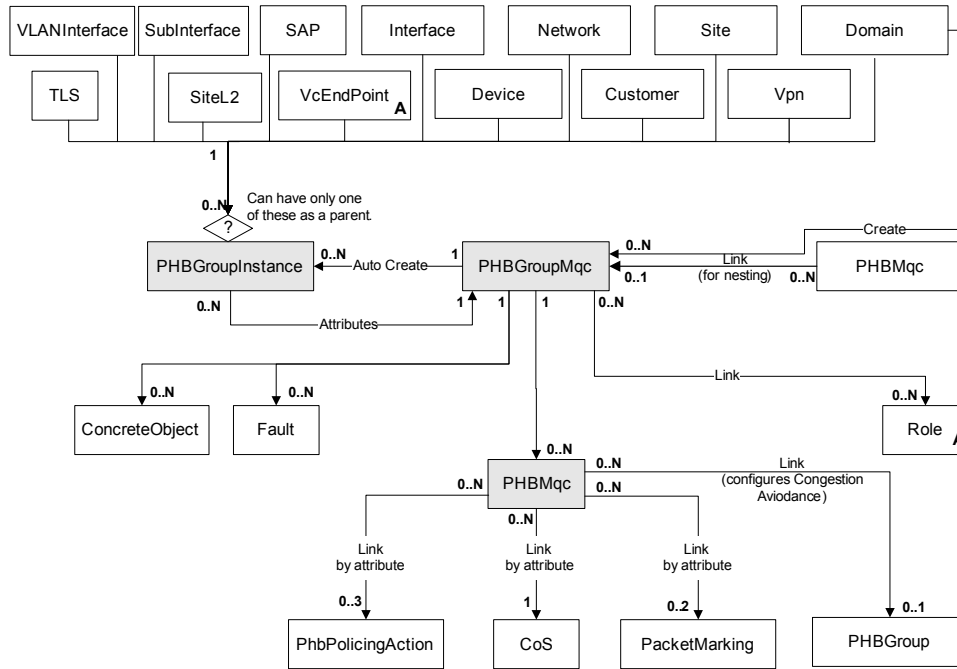 VLANInterface
SubInterface
SAP
Interface
Network
Site
Domain
TLS
SiteL2
VcEndPoint
A
Device
Customer
Vpn
1
0..N
Can have only one
of these as a parent.
?
PHBGroupInstance
0..N
Auto Create
1
PHBGroupMqc
0..N
Create
Link
(for nesting)
0..1
0..N
PHBMqc
0..N
Attributes
1
1
1
0..N
Link
0..N
0..N
0..N
ConcreteObject
Fault
Role
A
0..N
PHBMqc
0..N
0..N
0..N
0..N
Link
(configures Congestion
Aviodance)
Link
by attribute
Link
by attribute
Link
by attribute
0..3
1
0..2
0..1
PhbPolicingAction
CoS
PacketMarking
PHBGroup